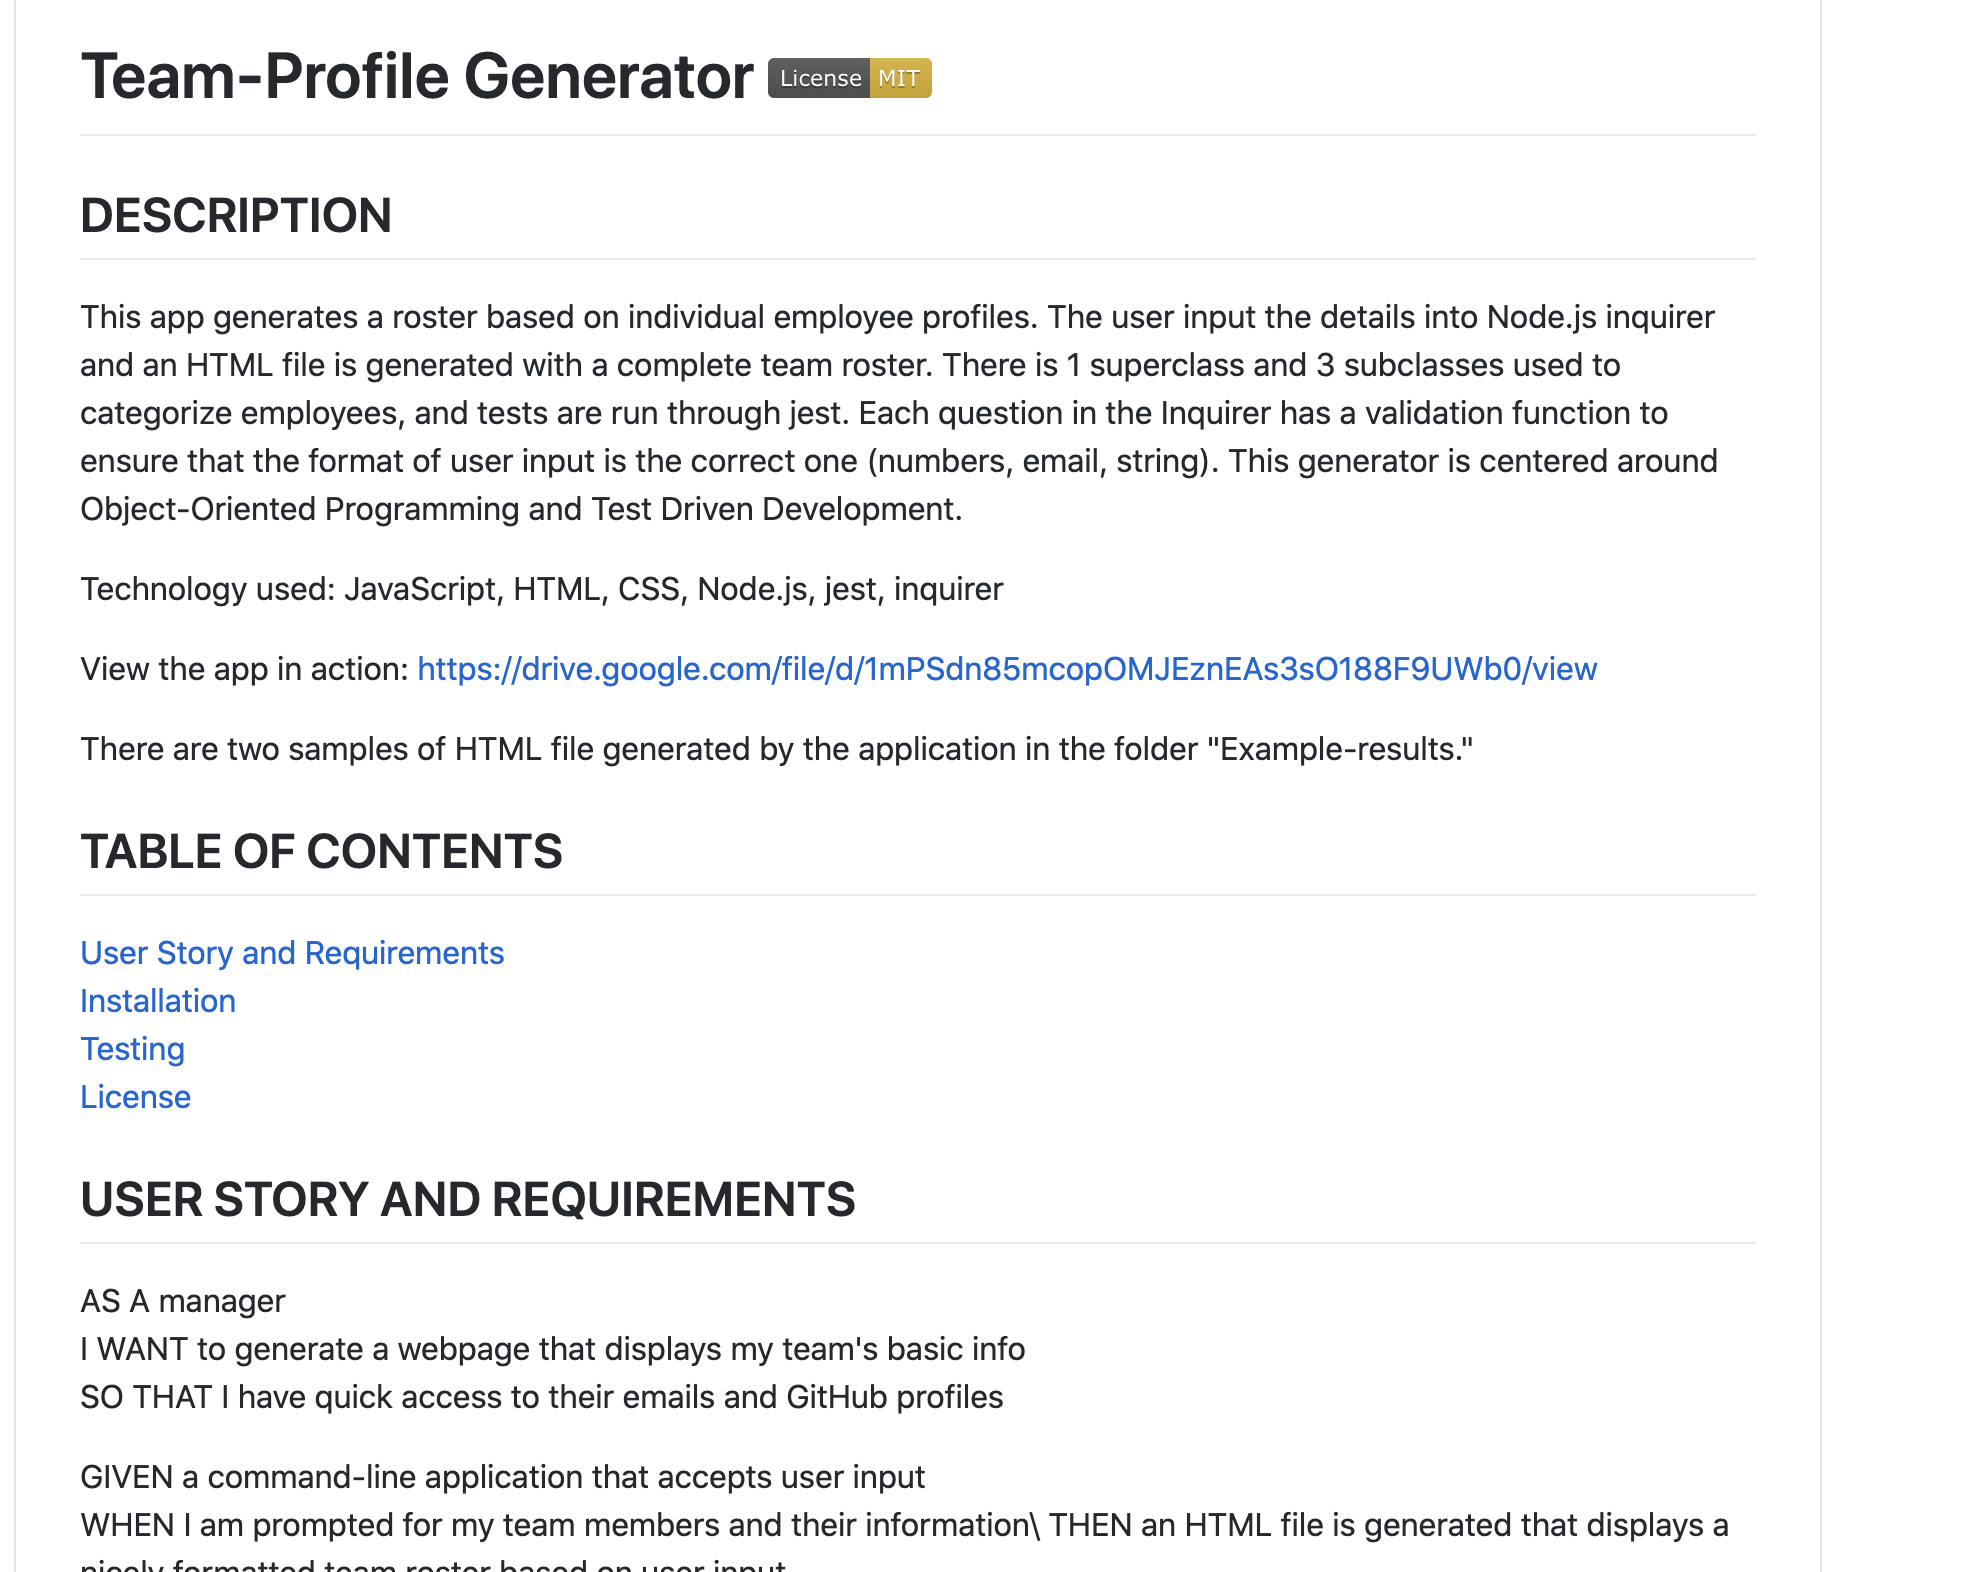 Team-Profile Generator License MIT
DESCRIPTION
This app generates a roster based on individual employee profiles. The user input the details into Node.js inquirer
and an HTML file is generated with a complete team roster. There is 1 superclass and 3 subclasses used to
categorize employees, and tests are run through jest. Each question in the Inquirer has a validation function to
ensure that the format of user input is the correct one (numbers, email, string). This generator is centered around
Object-Oriented Programming and Test Driven Development.
Technology used: JavaScript, HTML, CSS, Node.js, jest, inquirer
View the app in action: https://drive.google.com/file/d/1mPSdn85mcopOMJEznEAs3sO188F9UWb0/view
There are two samples of HTML file generated by the application in the folder "Example-results."
TABLE OF CONTENTS
User Story and Requirements
Installation
Testing
License
USER STORY AND REQUIREMENTS
AS A manager
I WANT to generate a webpage that displays my team's basic info
SO THAT I have quick access to their emails and GitHub profiles
GIVEN a command-line application that accepts user input
WHEN I am prompted for my team members and their information\ THEN an HTML file is generated that displays a
nicely formatted team roster based on user input